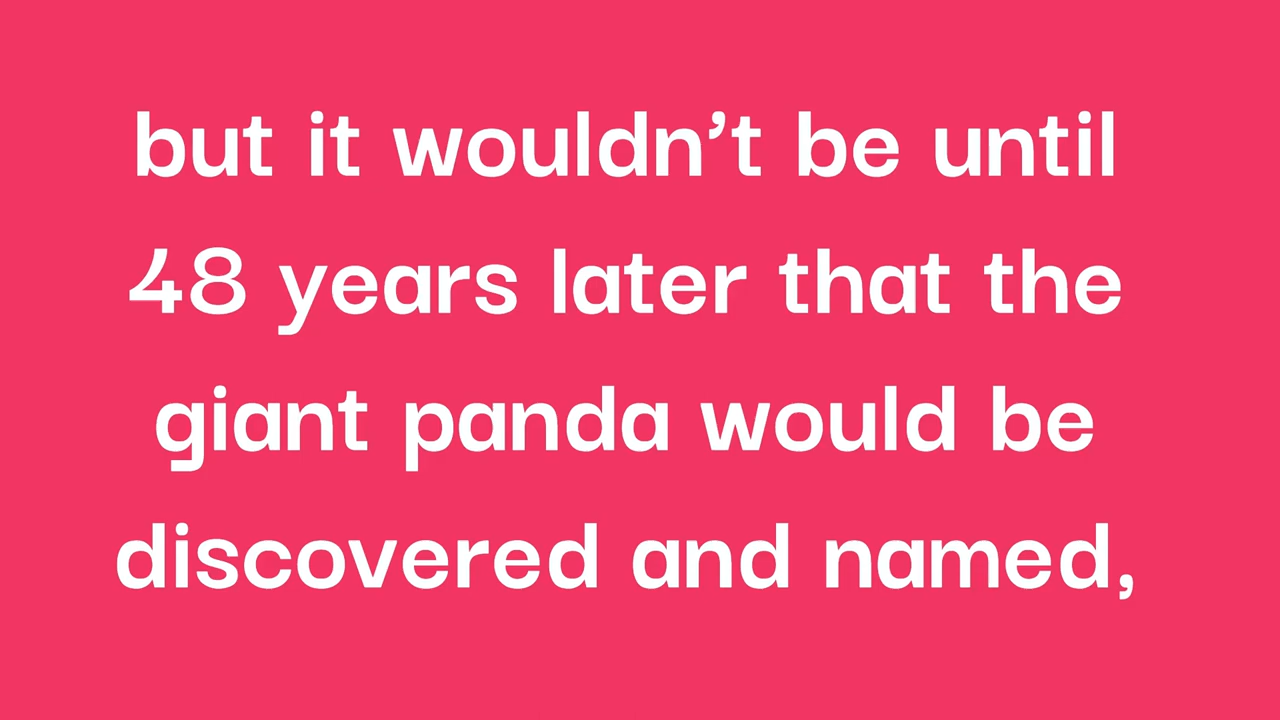 but it wouldn’t be until
48 years later that the
giant panda would be
discovered and named,